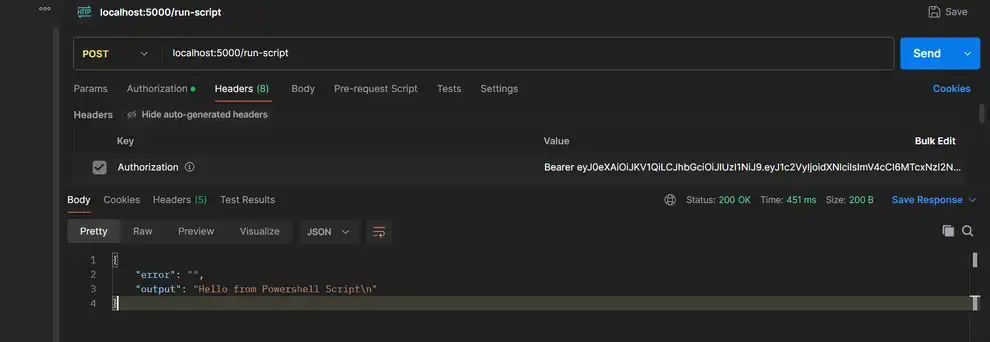 HTTP localhost:5000/run-script Save
POST localhost:5000/run-script Send
Params Authorization Headers (8) Body Pre-request Script Tests Settings Cookies
Headers Hide auto-generated headers
Key Value Bulk Edit
Authorization Bearer eyJ0eXAiOiJKV1QiLCJhbGciOiJIUzI1NiJ9.eyJ1c2VyIjoidXNlciIsImV4cCI6MTcxNzI2N...
Body Cookies Headers (5) Test Results Status: 200 OK Time: 451 ms Size: 200 B Save Response
Pretty Raw Preview Visualize JSON
1 {
2 "error": "",
3 "output": "Hello from Powershell Script\n"
4 }